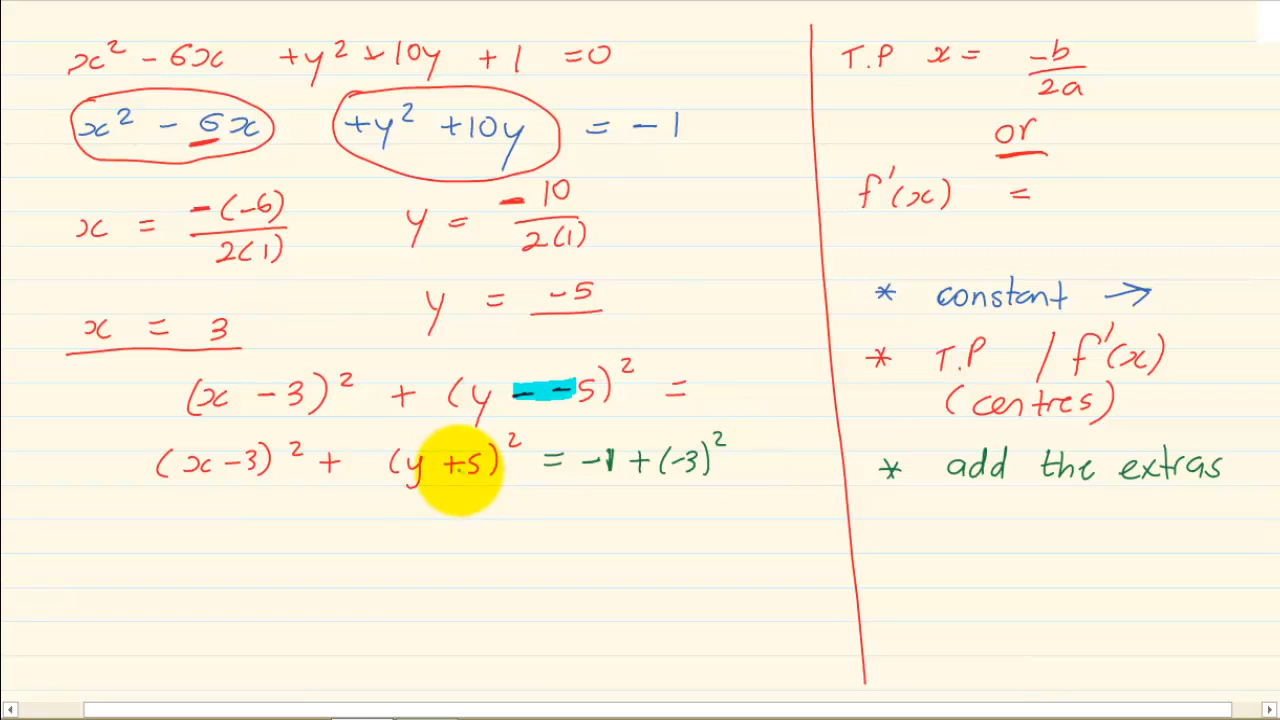 x² - 6x + y² + 10y + 1 = 0
x² - 6x + y² + 10y = -1
x = -(-6) / 2(1)
y = -10 / 2(1)
y = -5
x = 3
(x - 3)² + (y - -5)² =
(x - 3)² + (y + 5)² = -1 + (-3)²
T.P x = -b / 2a
or
f'(x) =
* constant →
* T.P / f'(x)
(centres)
* add the extras